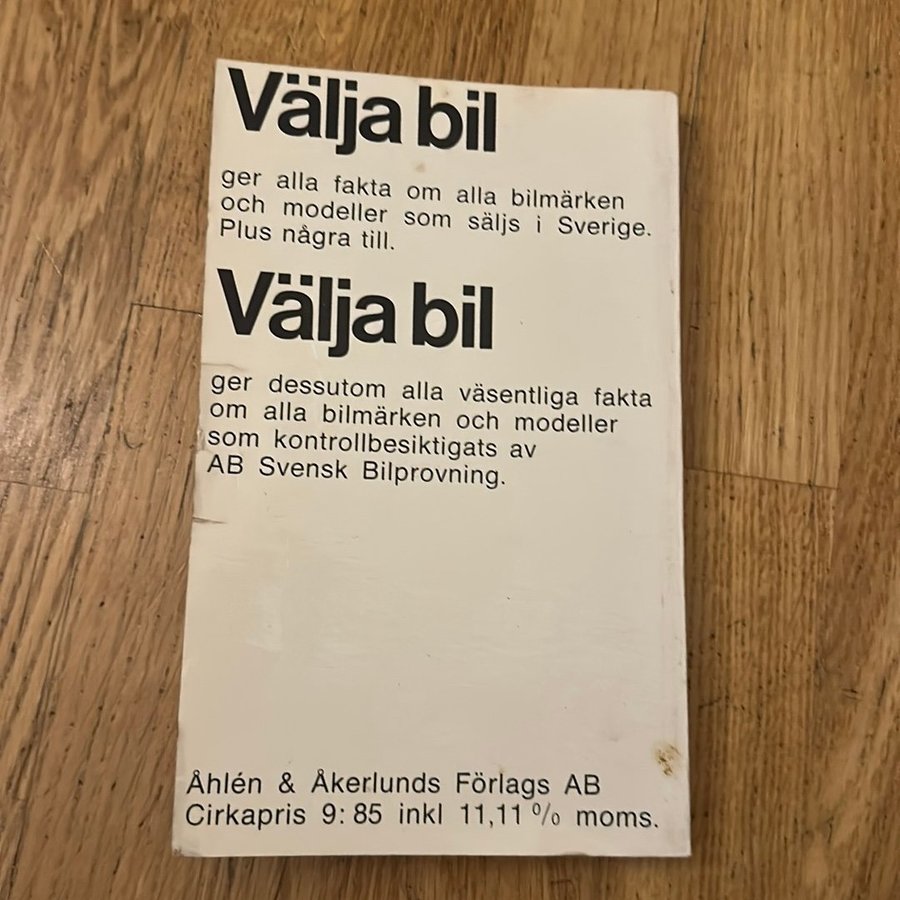 Välja bil
ger alla fakta om alla bilmärken
och modeller som säljs i Sverige.
Plus några till.
Välja bil
ger dessutom alla väsentliga fakta
om alla bilmärken och modeller
som kontrollbesiktigats av
AB Svensk Bilprovning.
Åhlén & Åkerlunds Förlags AB
Cirkapris 9:85 inkl 11,11 % moms.